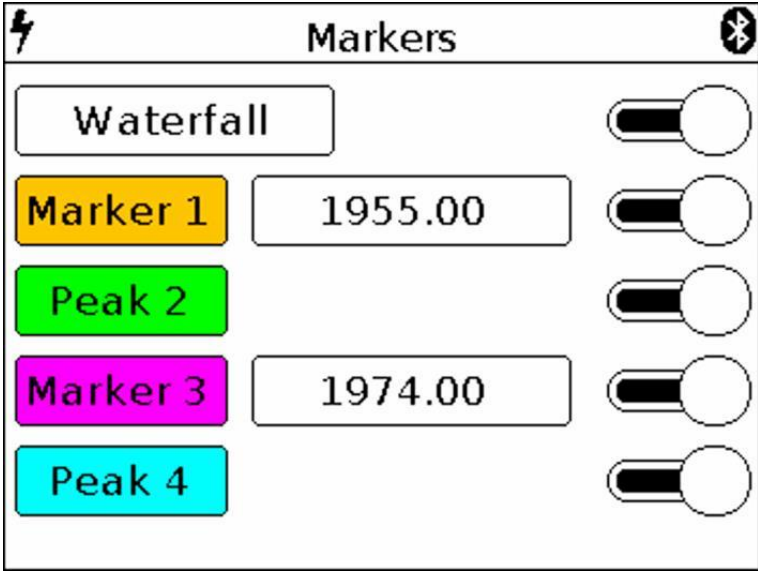 Markers
Waterfall
Marker 1 1955.00
Peak 2
Marker 3 1974.00
Peak 4